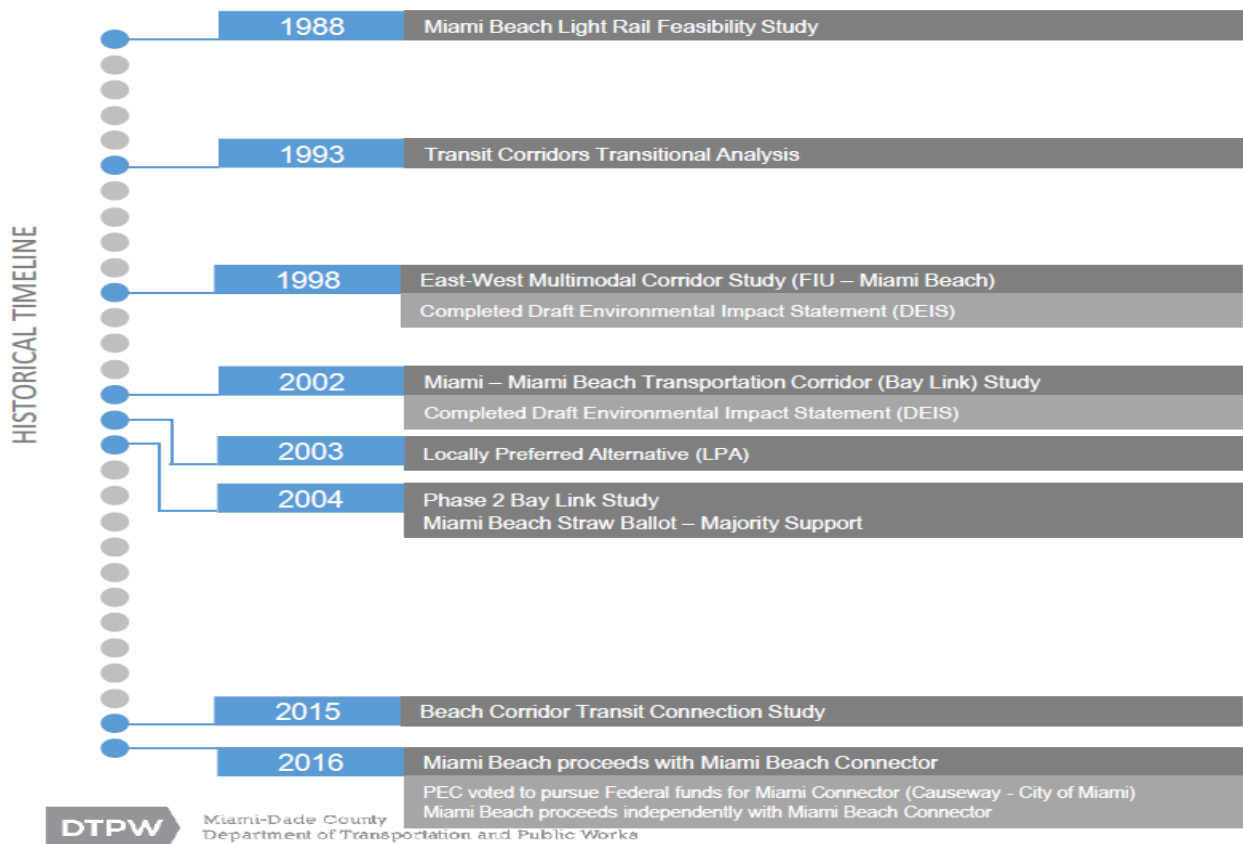 HISTORICAL TIMELINE
1988
Miami Beach Light Rail Feasibility Study
1993
Transit Corridors Transitional Analysis
1998
East-West Multimodal Corridor Study (FIU – Miami Beach)
Completed Draft Environmental Impact Statement (DEIS)
2002
Miami – Miami Beach Transportation Corridor (Bay Link) Study
Completed Draft Environmental Impact Statement (DEIS)
2003
Locally Preferred Alternative (LPA)
2004
Phase 2 Bay Link Study
Miami Beach Straw Ballot – Majority Support
2015
Beach Corridor Transit Connection Study
2016
Miami Beach proceeds with Miami Beach Connector
PEC voted to pursue Federal funds for Miami Connector (Causeway - City of Miami)
Miami Beach proceeds independently with Miami Beach Connector
DTPW
Miami-Dade County
Department of Transportation and Public Works